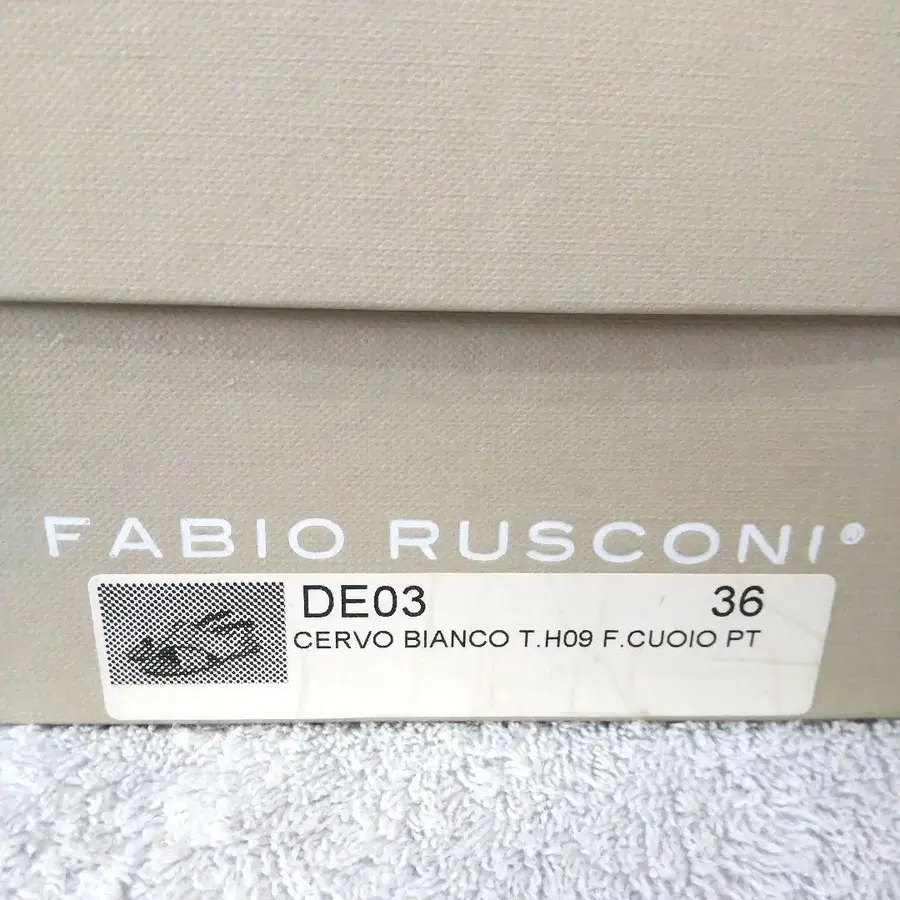 FABIO RUSCONI®
DE03 36
CERVO BIANCO T.H09 F.CUOIO PT